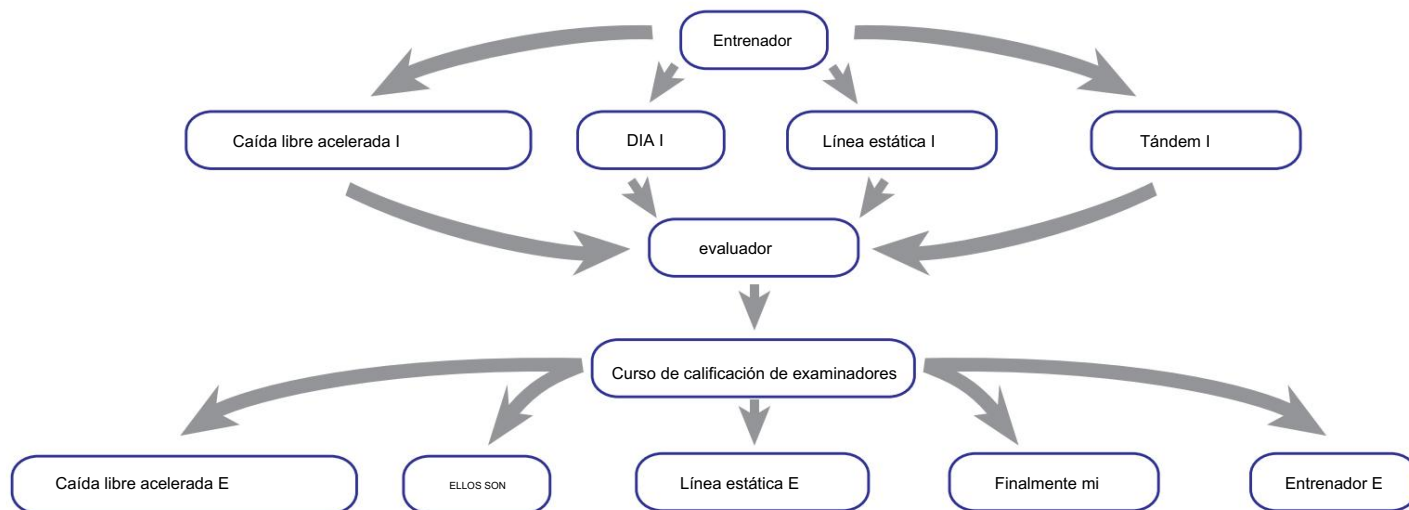 Entrenador
Caída libre acelerada I
DIA I
Línea estática I
Tándem I
evaluador
Curso de calificación de examinadores
Caída libre acelerada E
ELLOS SON
Línea estática E
Finalmente mi
Entrenador E